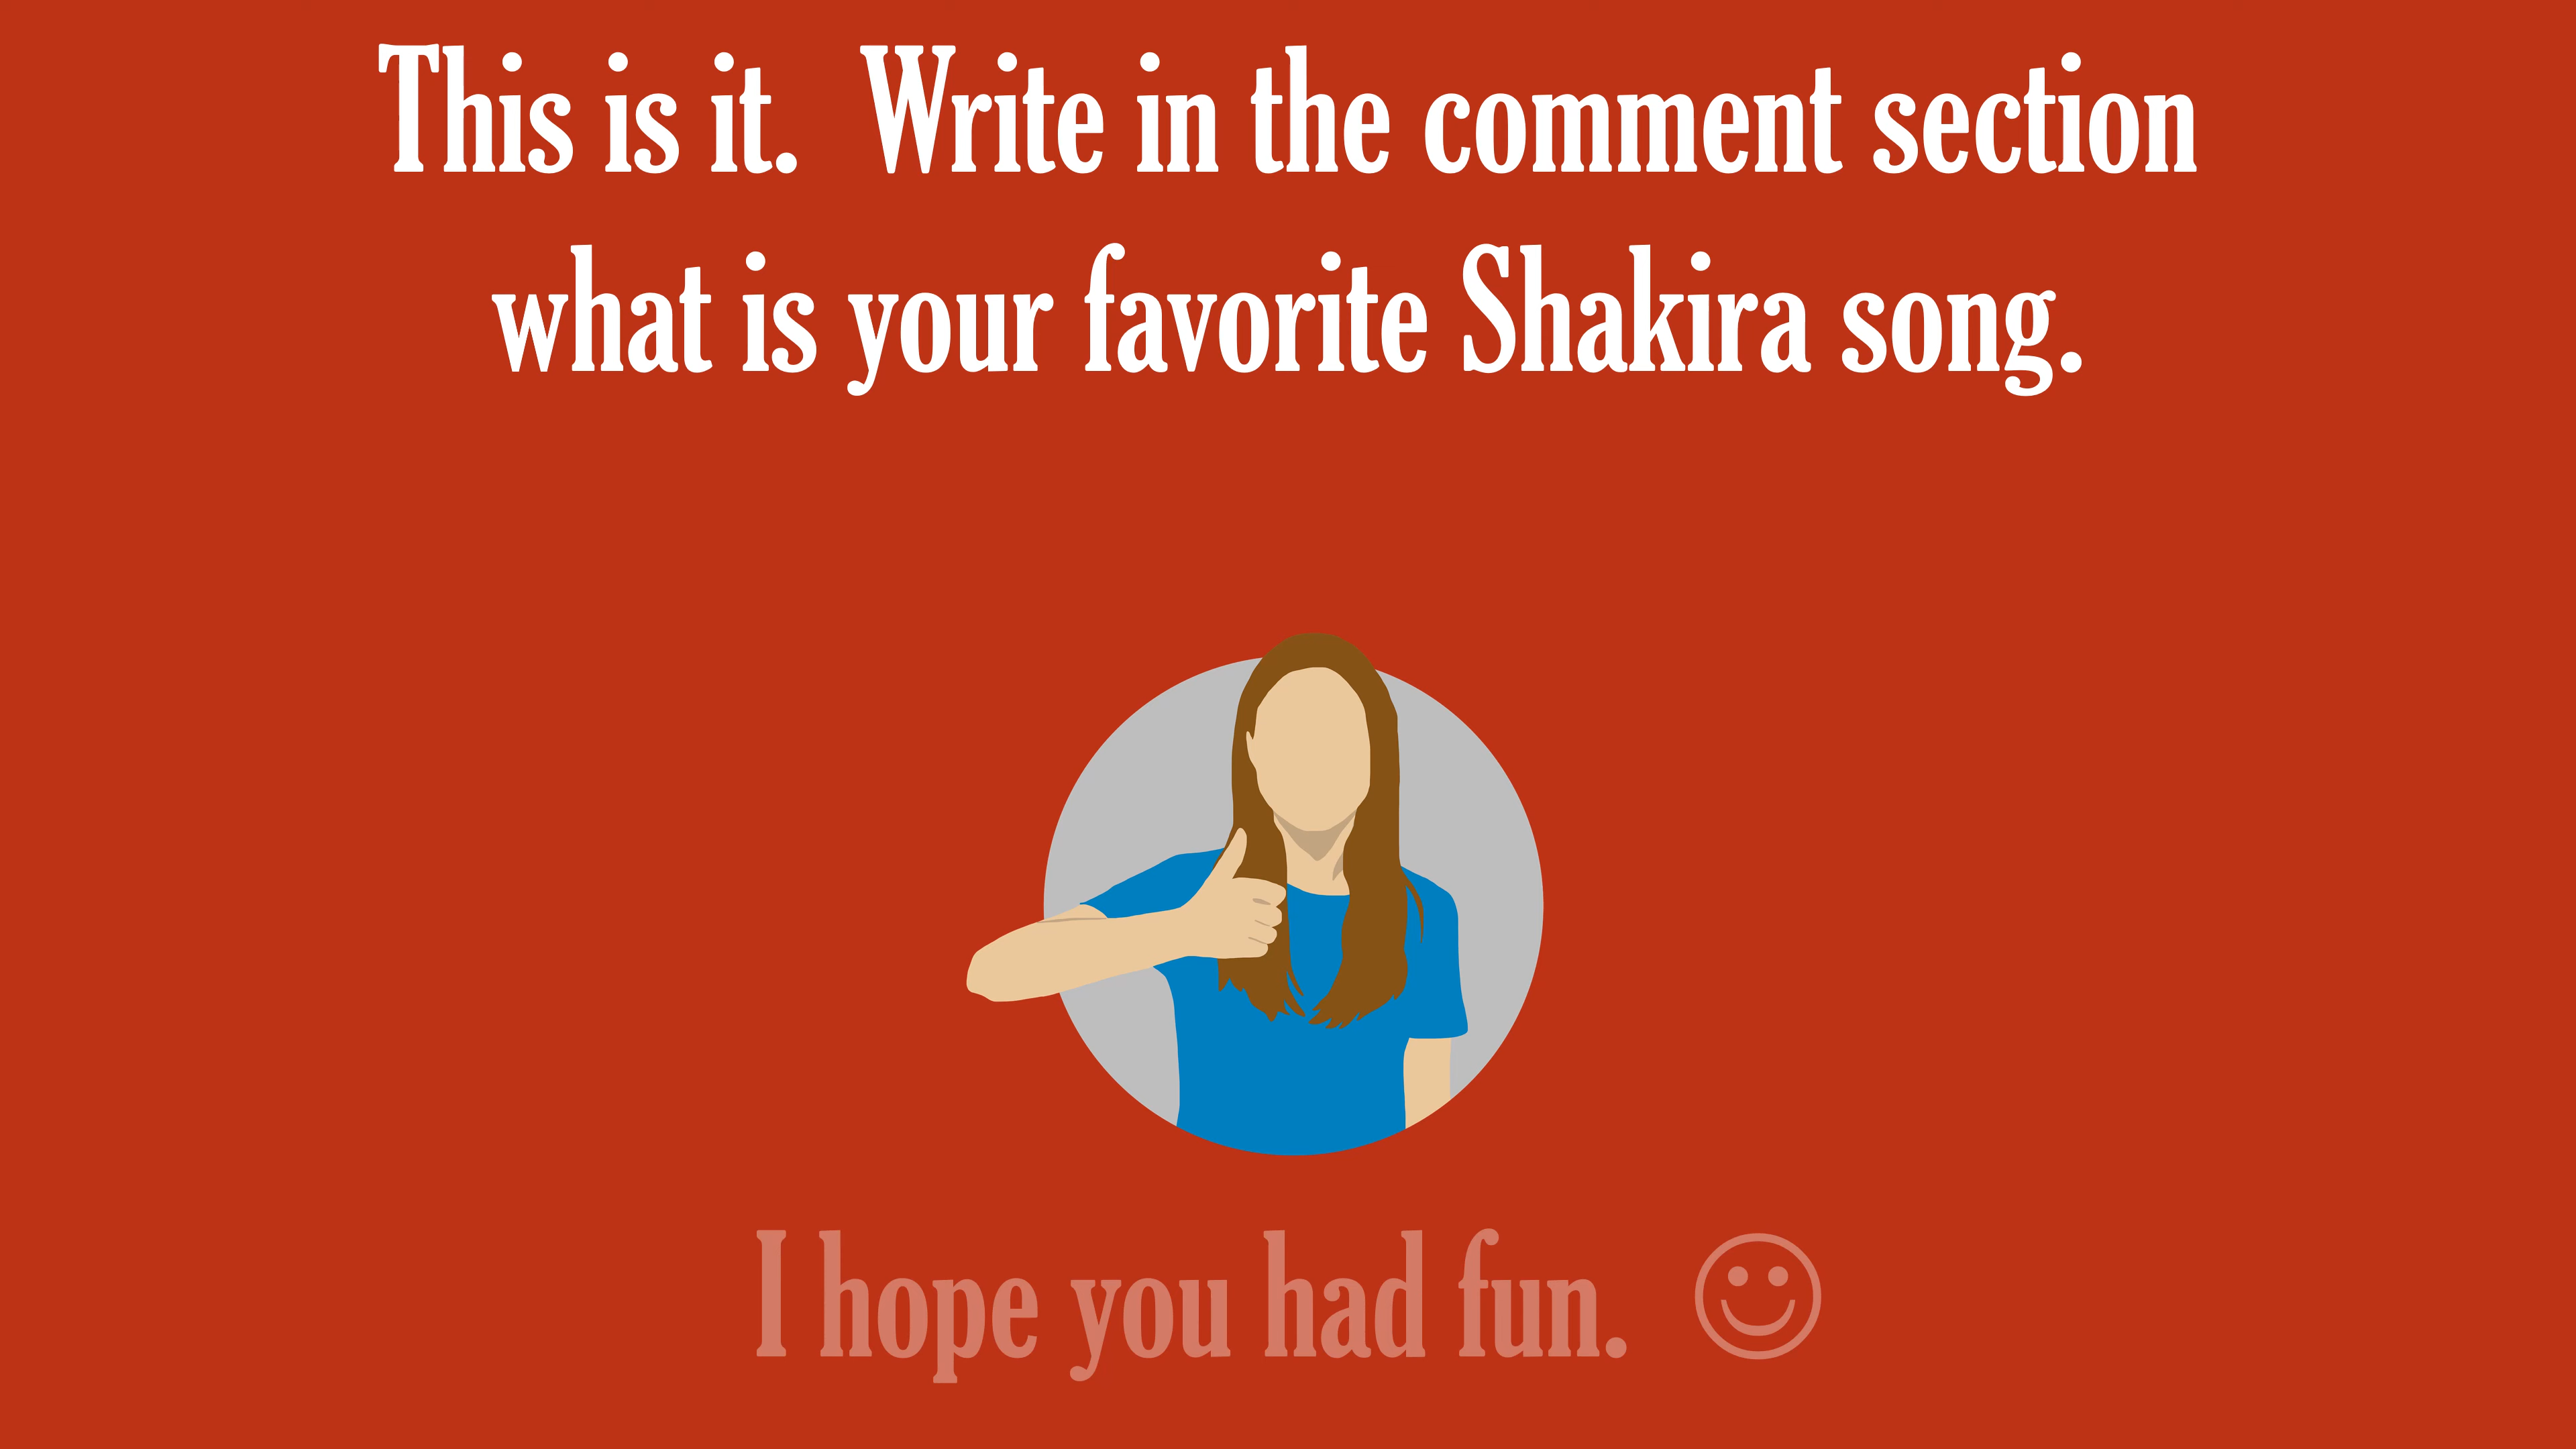 This is it.  Write in the comment section
what is your favorite Shakira song.
I hope you had fun. ☺